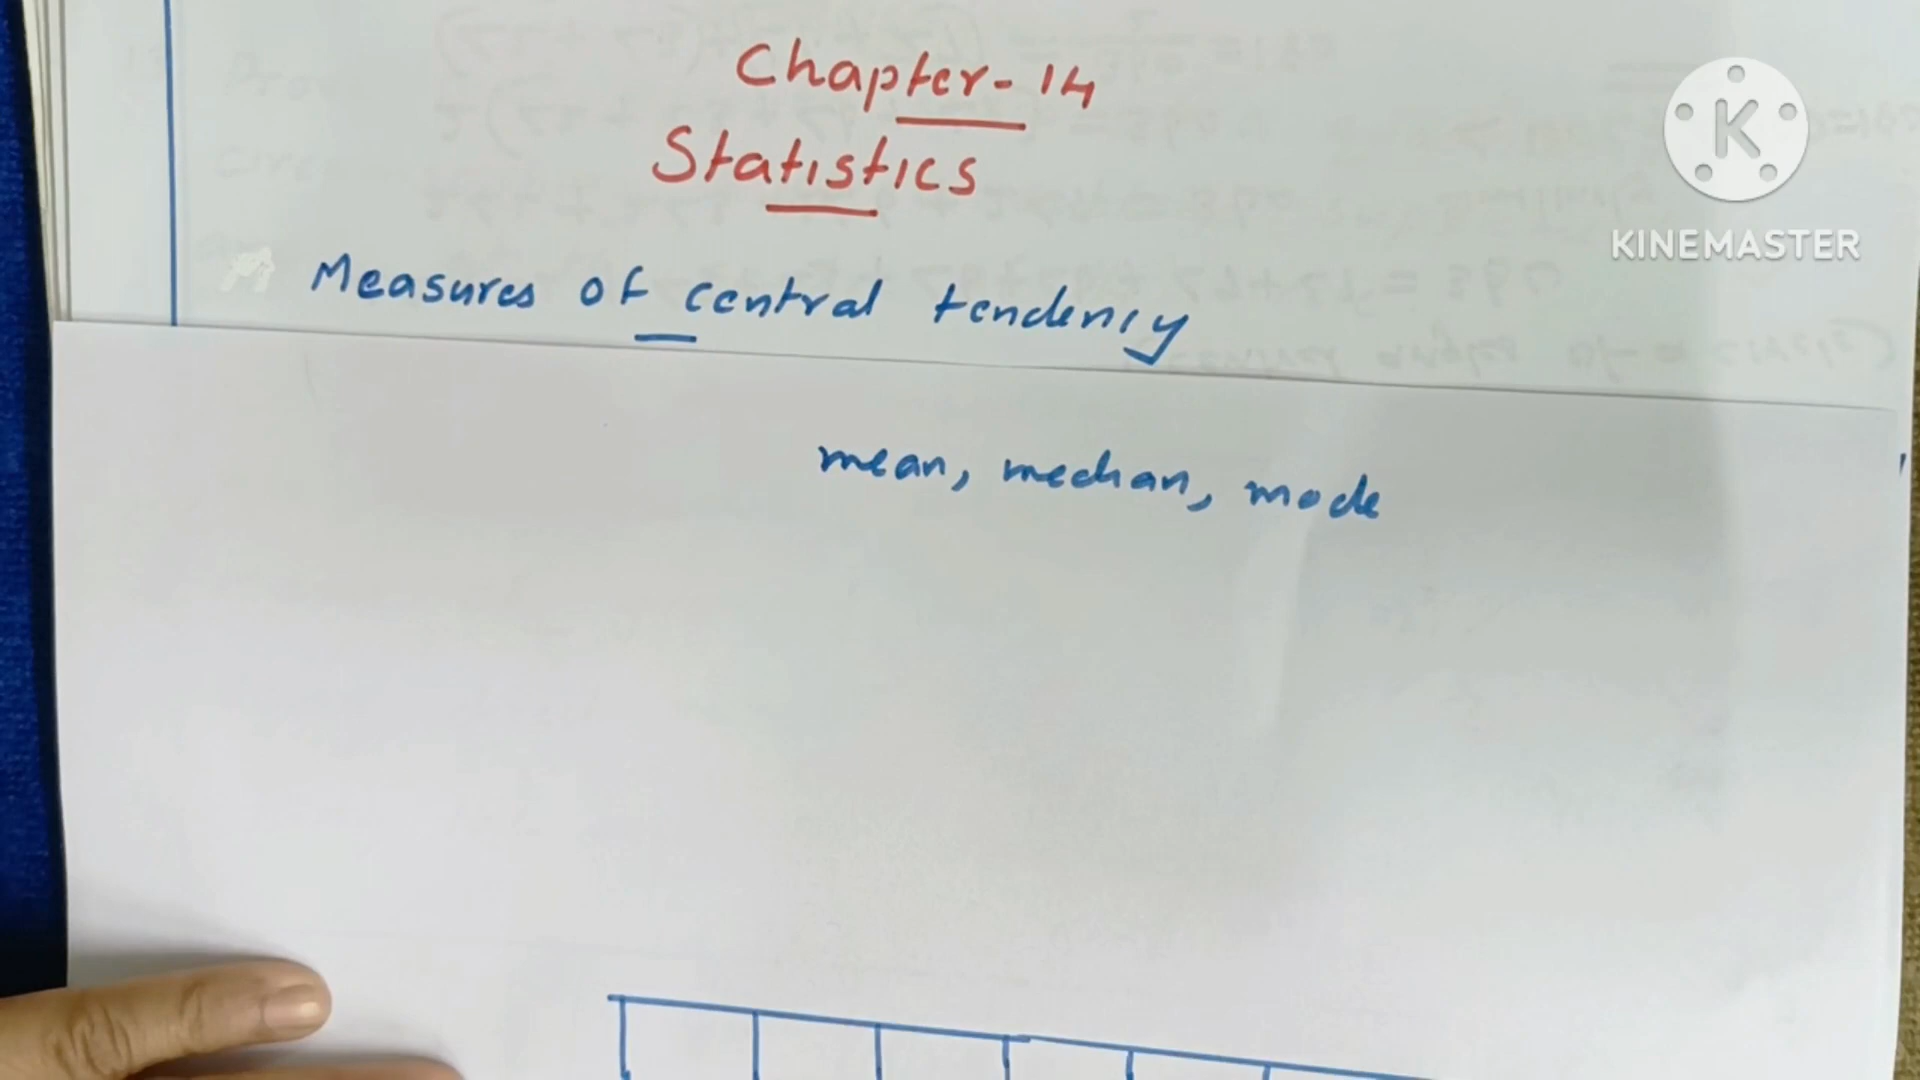 Chapter-14
Statistics
Measures of central tendency
mean, median, mode
K
KINEMASTER